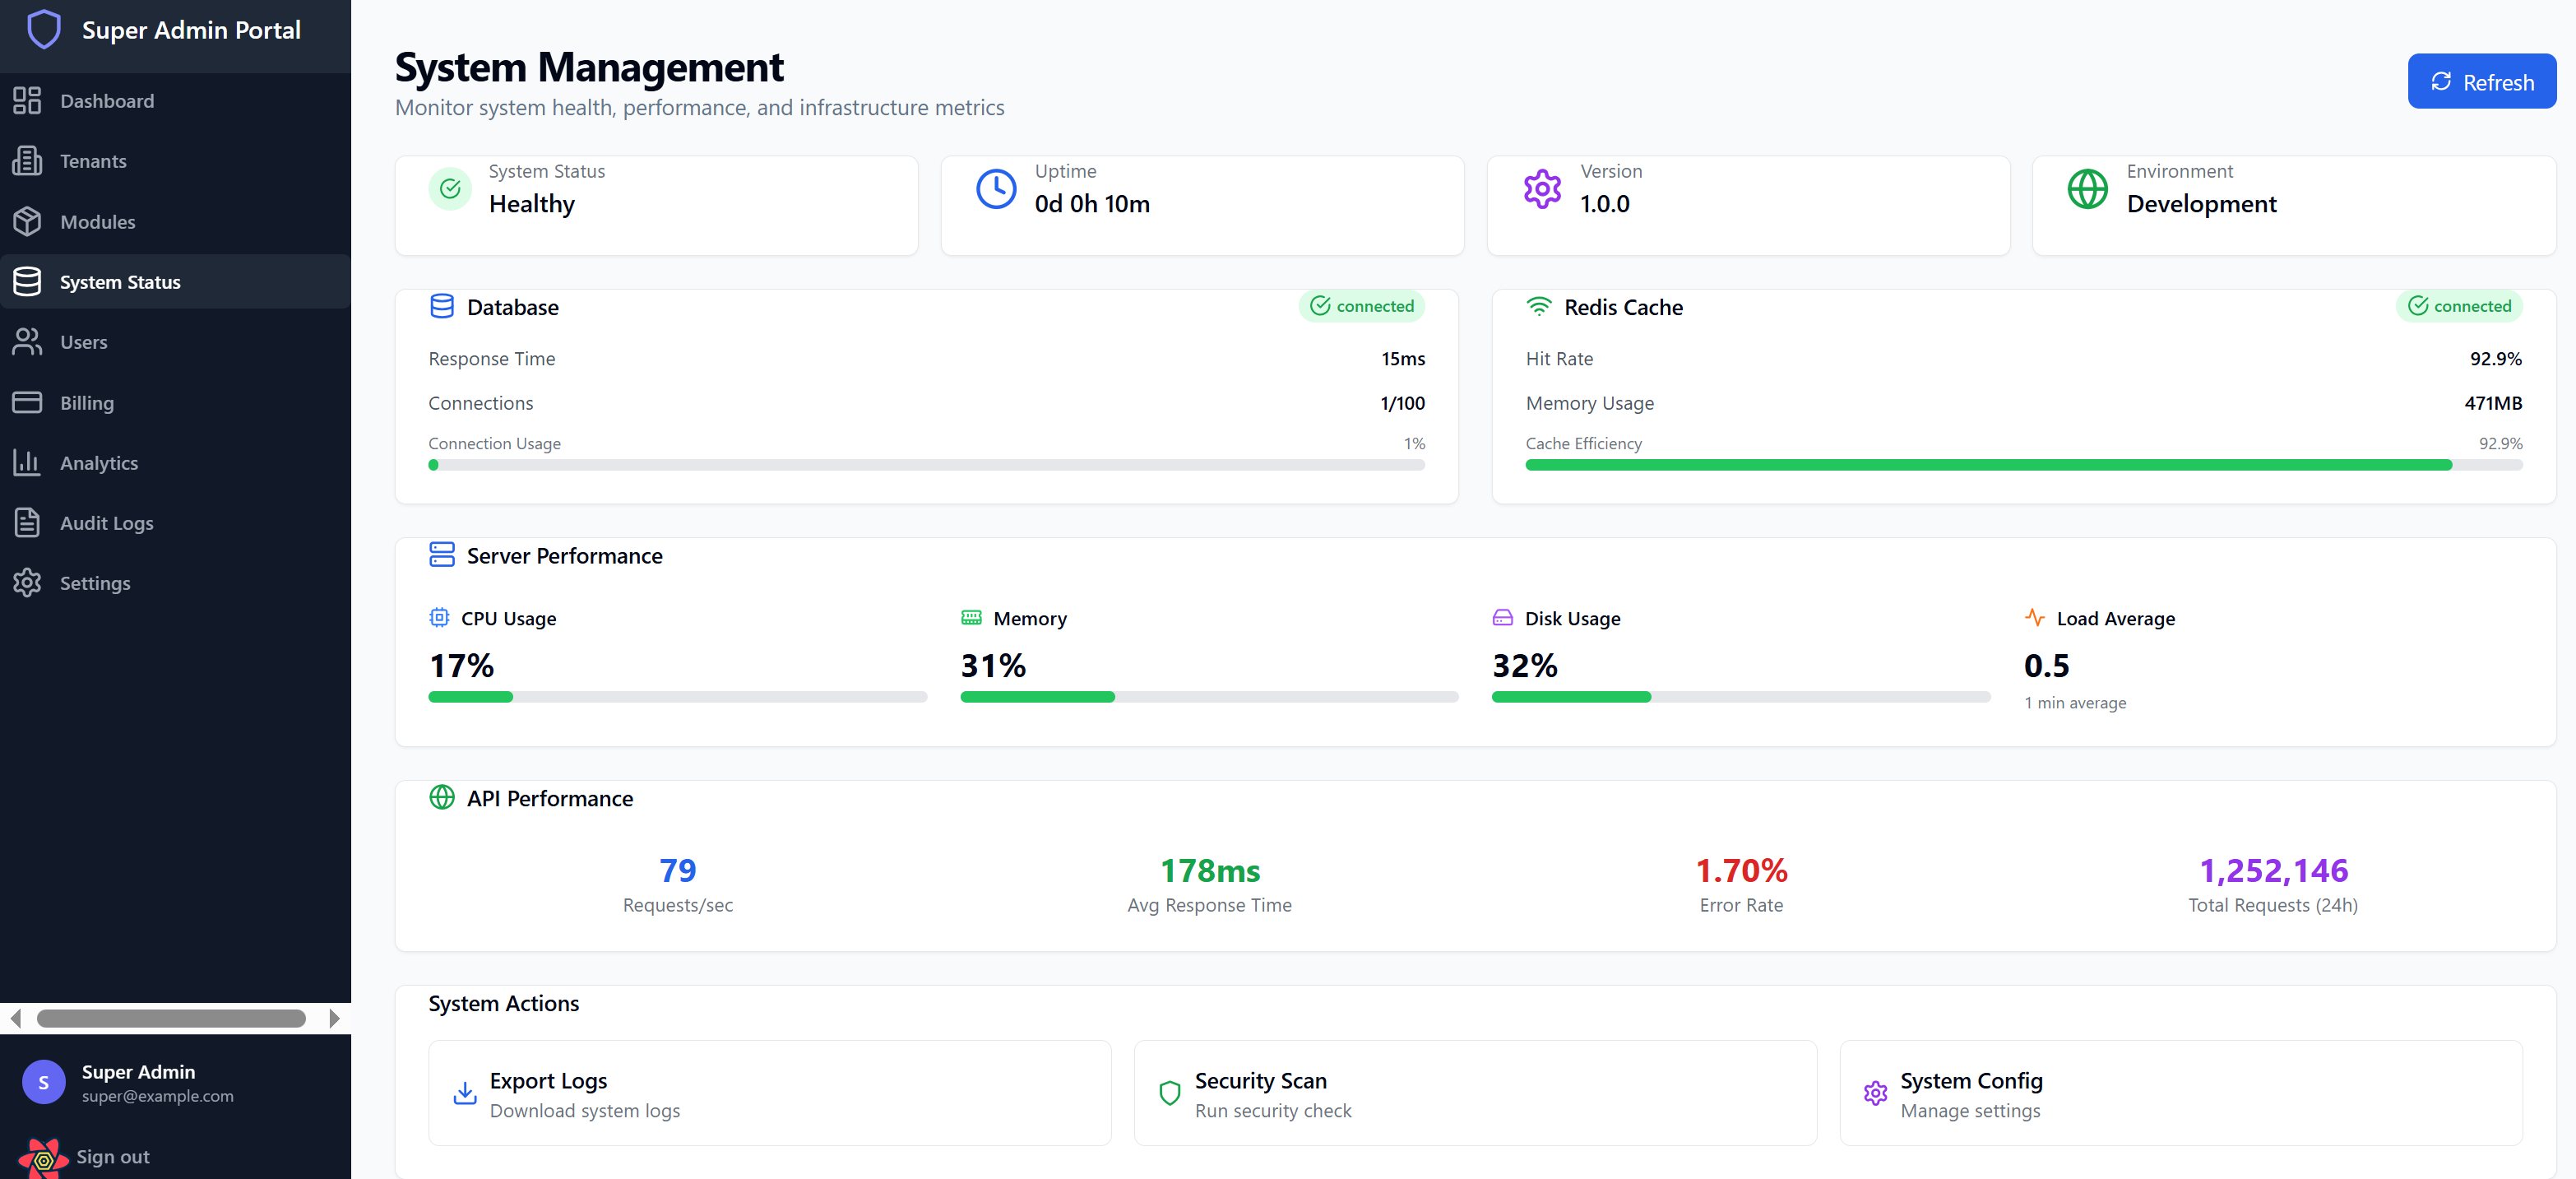 Super Admin Portal
Dashboard
Tenants
Modules
System Status
Users
Billing
Analytics
Audit Logs
Settings
S
Super Admin
super@example.com
Sign out
System Management
Monitor system health, performance, and infrastructure metrics
Refresh
System Status
Healthy
Uptime
0d 0h 10m
Version
1.0.0
Environment
Development
Database
connected
Response Time
15ms
Connections
1/100
Connection Usage
1%
Redis Cache
connected
Hit Rate
92.9%
Memory Usage
471MB
Cache Efficiency
92.9%
Server Performance
CPU Usage
17%
Memory
31%
Disk Usage
32%
Load Average
0.5
1 min average
API Performance
79
Requests/sec
178ms
Avg Response Time
1.70%
Error Rate
1,252,146
Total Requests (24h)
System Actions
Export Logs
Download system logs
Security Scan
Run security check
System Config
Manage settings